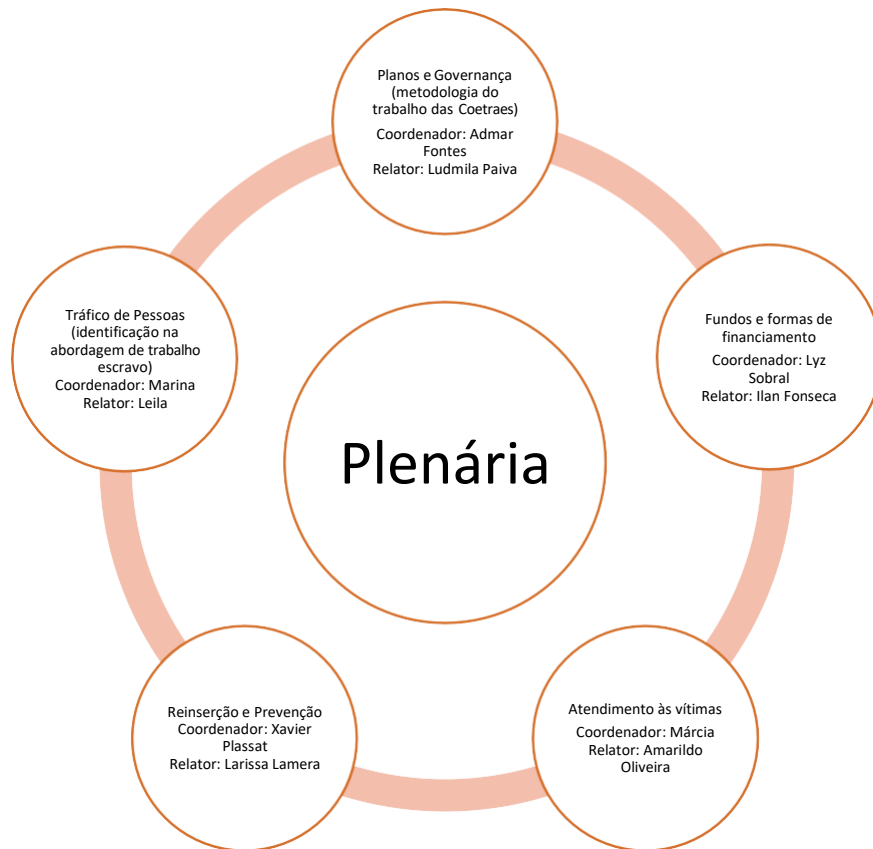 Planos e Governança
(metodologia do
trabalho das Coetraes)
Coordenador: Admar
Fontes
Relator: Ludmila Paiva
Fundos e formas de
financiamento
Coordenador: Lyz
Sobral
Relator: Ilan Fonseca
Atendimento às vítimas
Coordenador: Márcia
Relator: Amarildo
Oliveira
Reinserção e Prevenção
Coordenador: Xavier
Plassat
Relator: Larissa Lamera
Tráfico de Pessoas
(identificação na
abordagem de trabalho
escravo)
Coordenador: Marina
Relator: Leila
Plenária